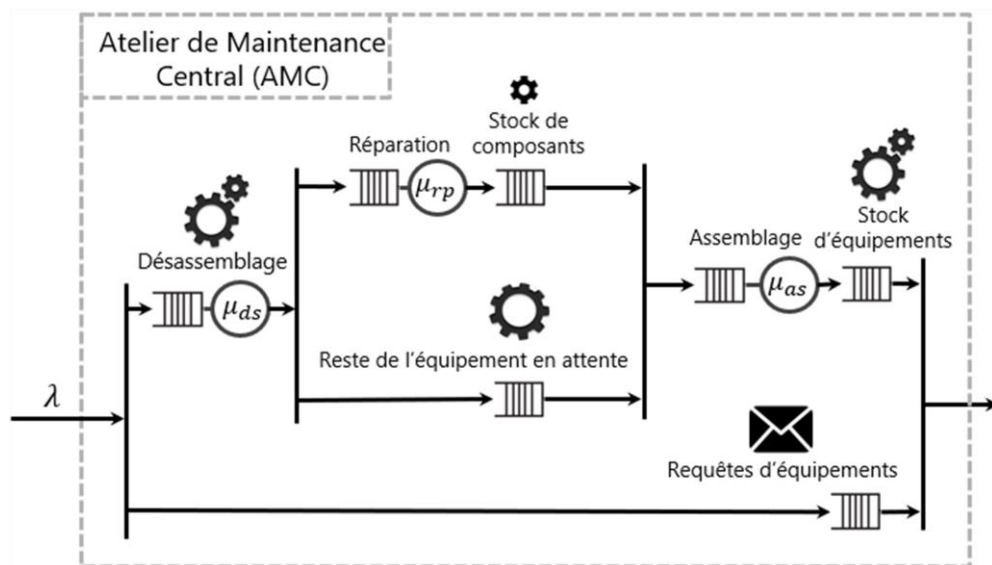 Atelier de Maintenance
Central (AMC)
Réparation
μrp
Stock de
composants
Désassemblage
μds
Reste de l'équipement en attente
Assemblage
μas
Stock
d'équipements
λ
Requêtes d'équipements